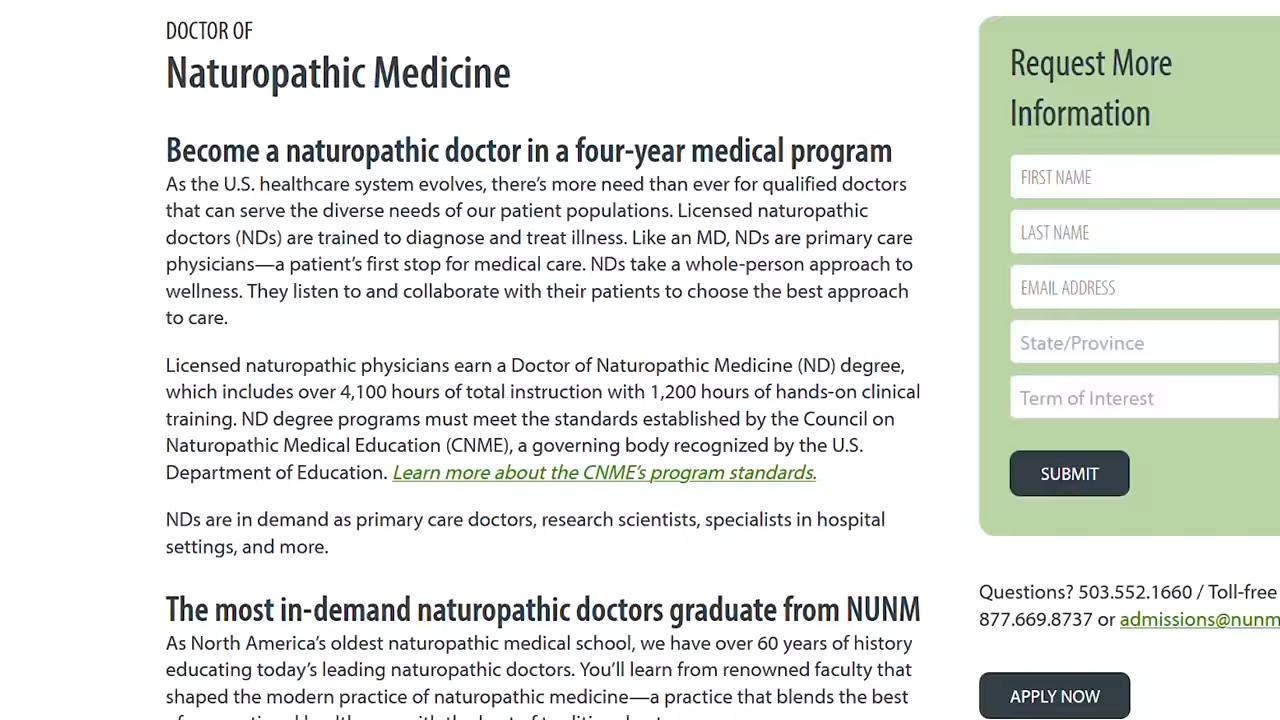 DOCTOR OF
Naturopathic Medicine
Become a naturopathic doctor in a four-year medical program
As the U.S. healthcare system evolves, there’s more need than ever for qualified doctors
that can serve the diverse needs of our patient populations. Licensed naturopathic
doctors (NDs) are trained to diagnose and treat illness. Like an MD, NDs are primary care
physicians—a patient’s first stop for medical care. NDs take a whole-person approach to
wellness. They listen to and collaborate with their patients to choose the best approach
to care.
Licensed naturopathic physicians earn a Doctor of Naturopathic Medicine (ND) degree,
which includes over 4,100 hours of total instruction with 1,200 hours of hands-on clinical
training. ND degree programs must meet the standards established by the Council on
Naturopathic Medical Education (CNME), a governing body recognized by the U.S.
Department of Education. Learn more about the CNME’s program standards.
NDs are in demand as primary care doctors, research scientists, specialists in hospital
settings, and more.
The most in-demand naturopathic doctors graduate from NUNM
As North America’s oldest naturopathic medical school, we have over 60 years of history
educating today’s leading naturopathic doctors. You’ll learn from renowned faculty that
shaped the modern practice of naturopathic medicine—a practice that blends the best
Request More
Information
FIRST NAME
LAST NAME
EMAIL ADDRESS
State/Province
Term of Interest
SUBMIT
Questions? 503.552.1660 / Toll-free
877.669.8737 or admissions@nunm
APPLY NOW